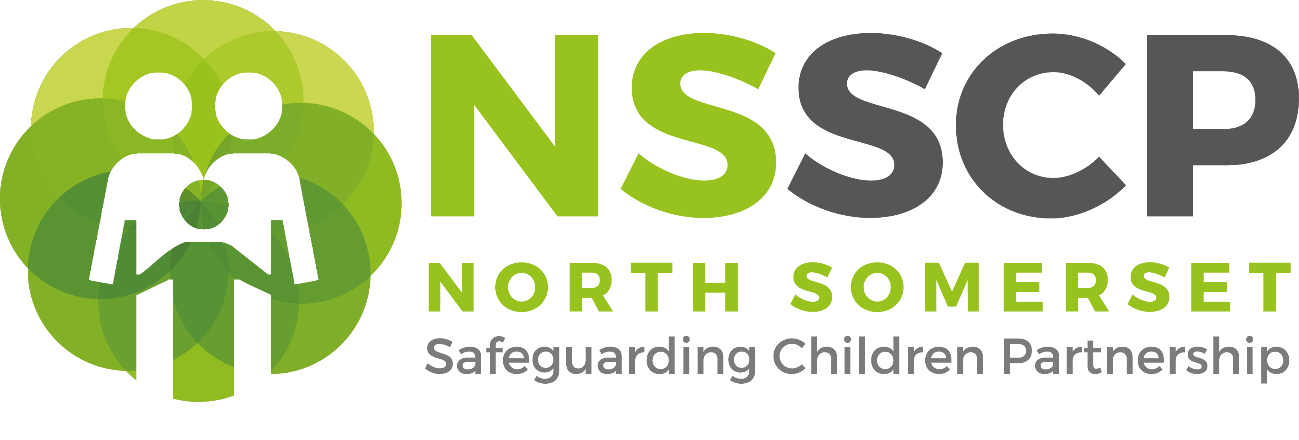 NSSCP
NORTH SOMERSET
Safeguarding Children Partnership